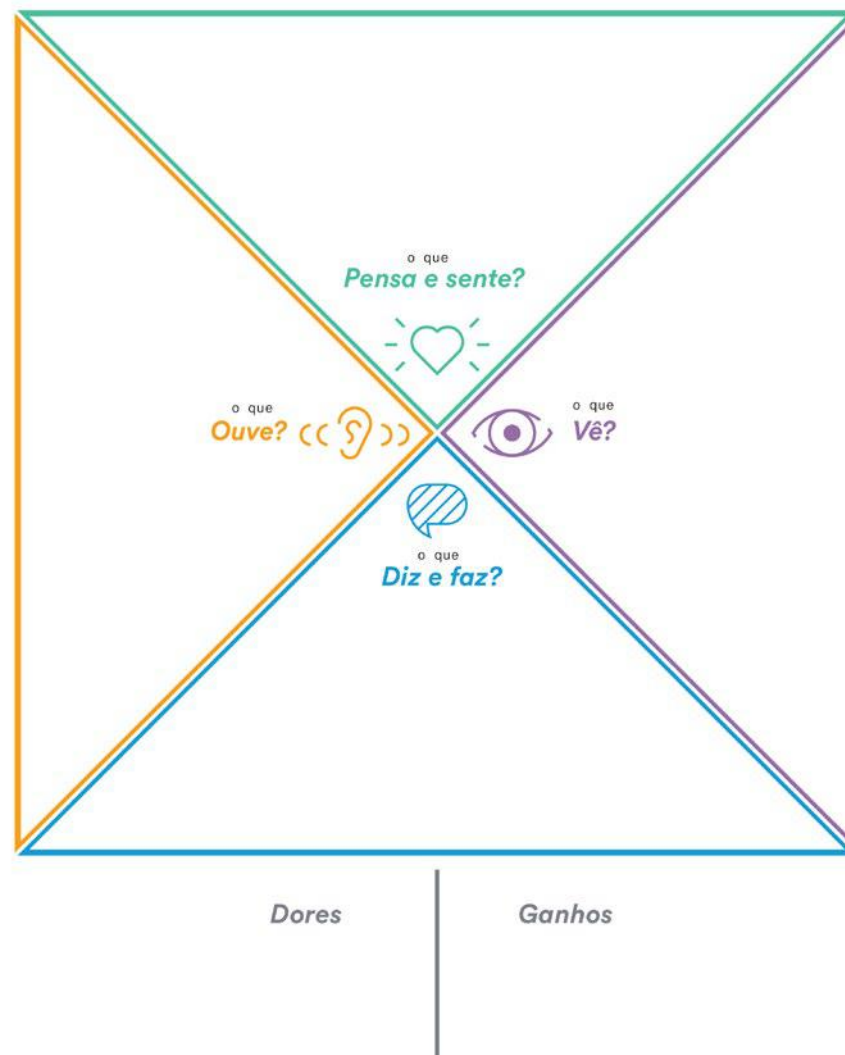 o que
Pensa e sente?
o que
Ouve?
o que
Vê?
o que
Diz e faz?
Dores
Ganhos